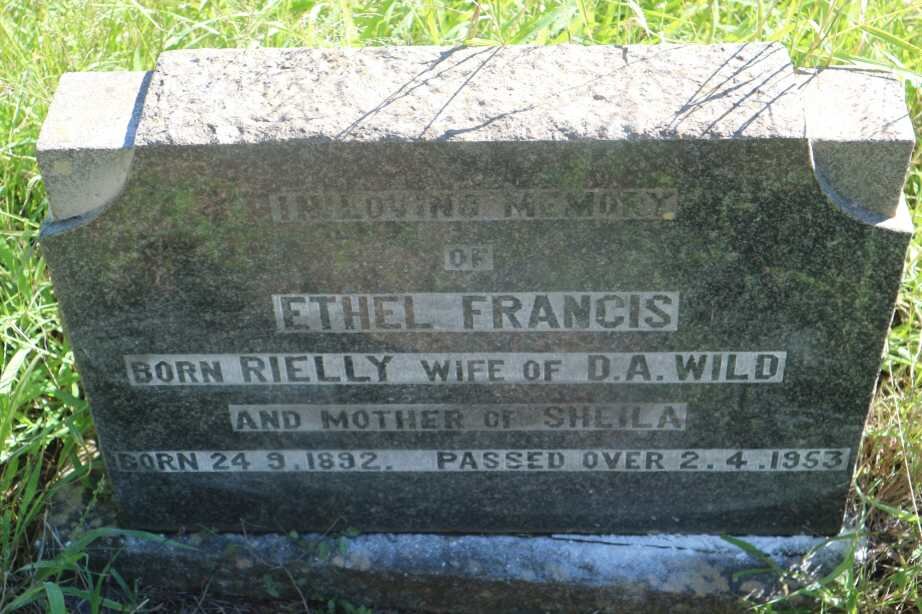 IN LOVING MEMORY
OF
ETHEL FRANCIS
BORN RIELLY WIFE OF D.A. WILD
AND MOTHER OF SHEILA
BORN 24 9.1892. PASSED OVER 2.4.1953